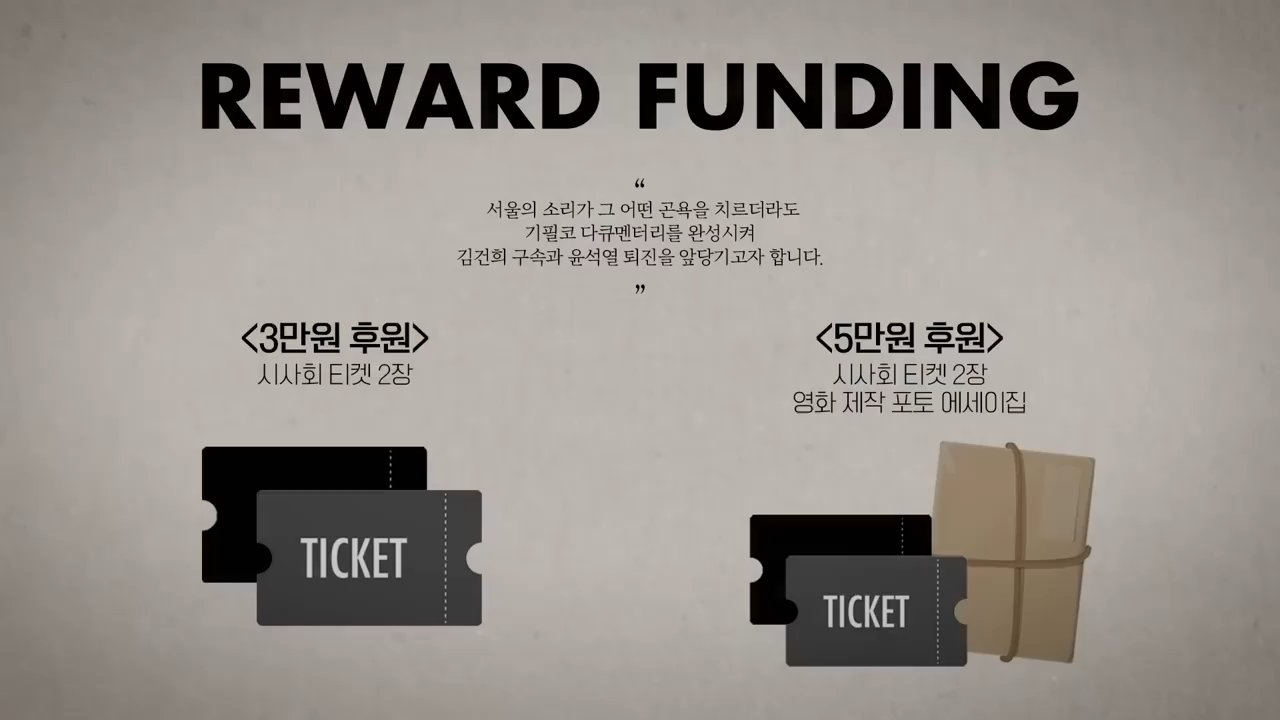 REWARD FUNDING
“
서울의 소리가 그 어떤 곤욕을 치르더라도
기필코 다큐멘터리를 완성시켜
김건희 구속과 윤석열 퇴진을 앞당기고자 합니다.
”
<3만원 후원>
시사회 티켓 2장
<5만원 후원>
시사회 티켓 2장
영화 제작 포토 에세이집
TICKET
TICKET